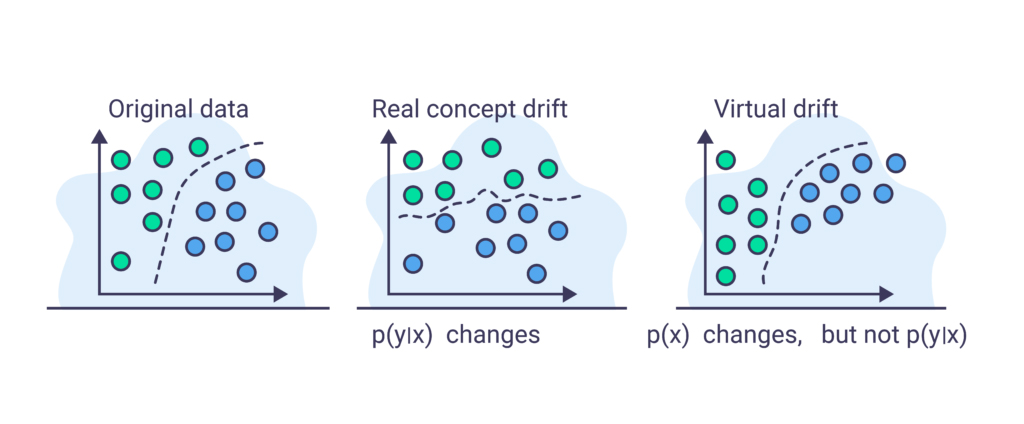 Original data
Real concept drift
Virtual drift
p(y|x) changes
p(x) changes, but not p(y|x)